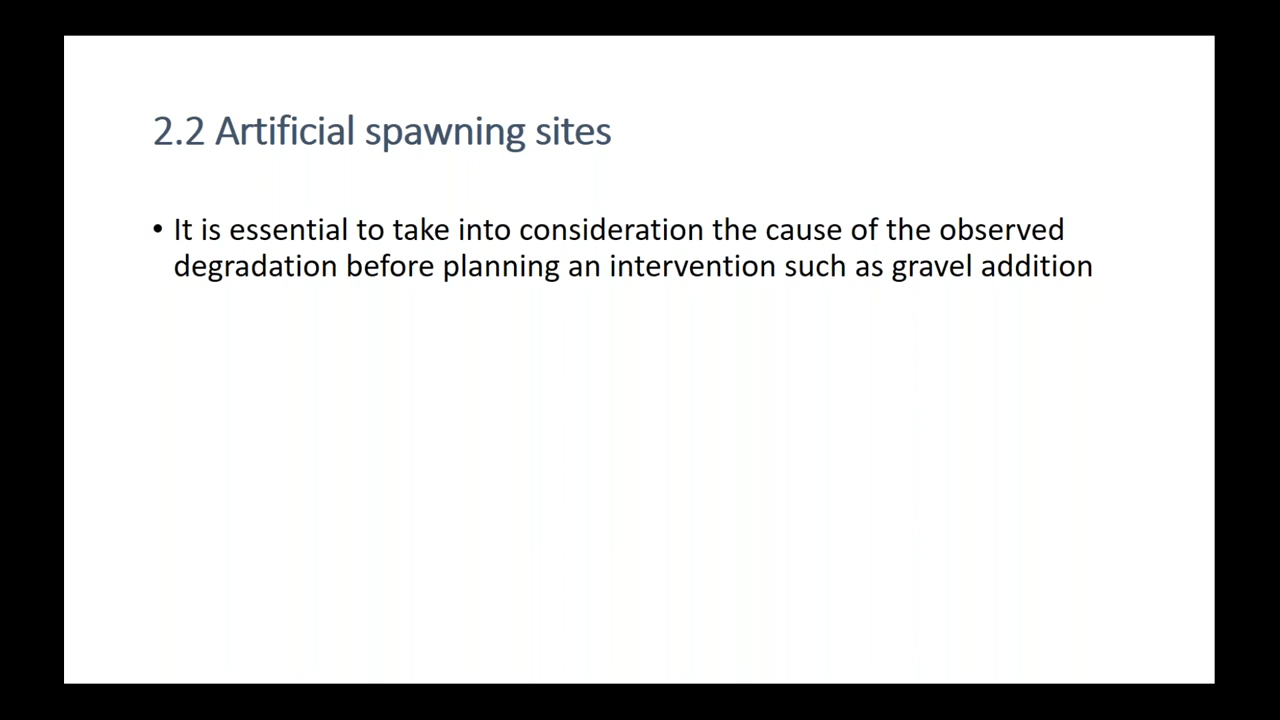 2.2 Artificial spawning sites
• It is essential to take into consideration the cause of the observed
degradation before planning an intervention such as gravel addition